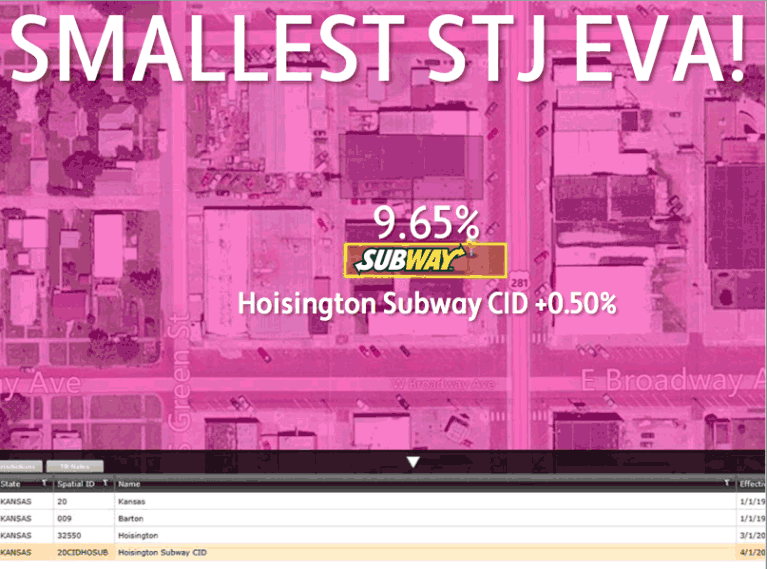 SMALLEST STJ EVA!
9.65%
SUBWAY
Hoisington Subway CID +0.50%
281
Green St
y Ave
W Broadway Ave
E Broadway A
TR Rates
State Spatial ID Name Effecti
KANSAS 20 Kansas 1/1/19
KANSAS 009 Barton 1/1/19
KANSAS 32550 Hoisington 3/1/20
KANSAS 20CIDHOSUB Hoisington Subway CID 4/1/20